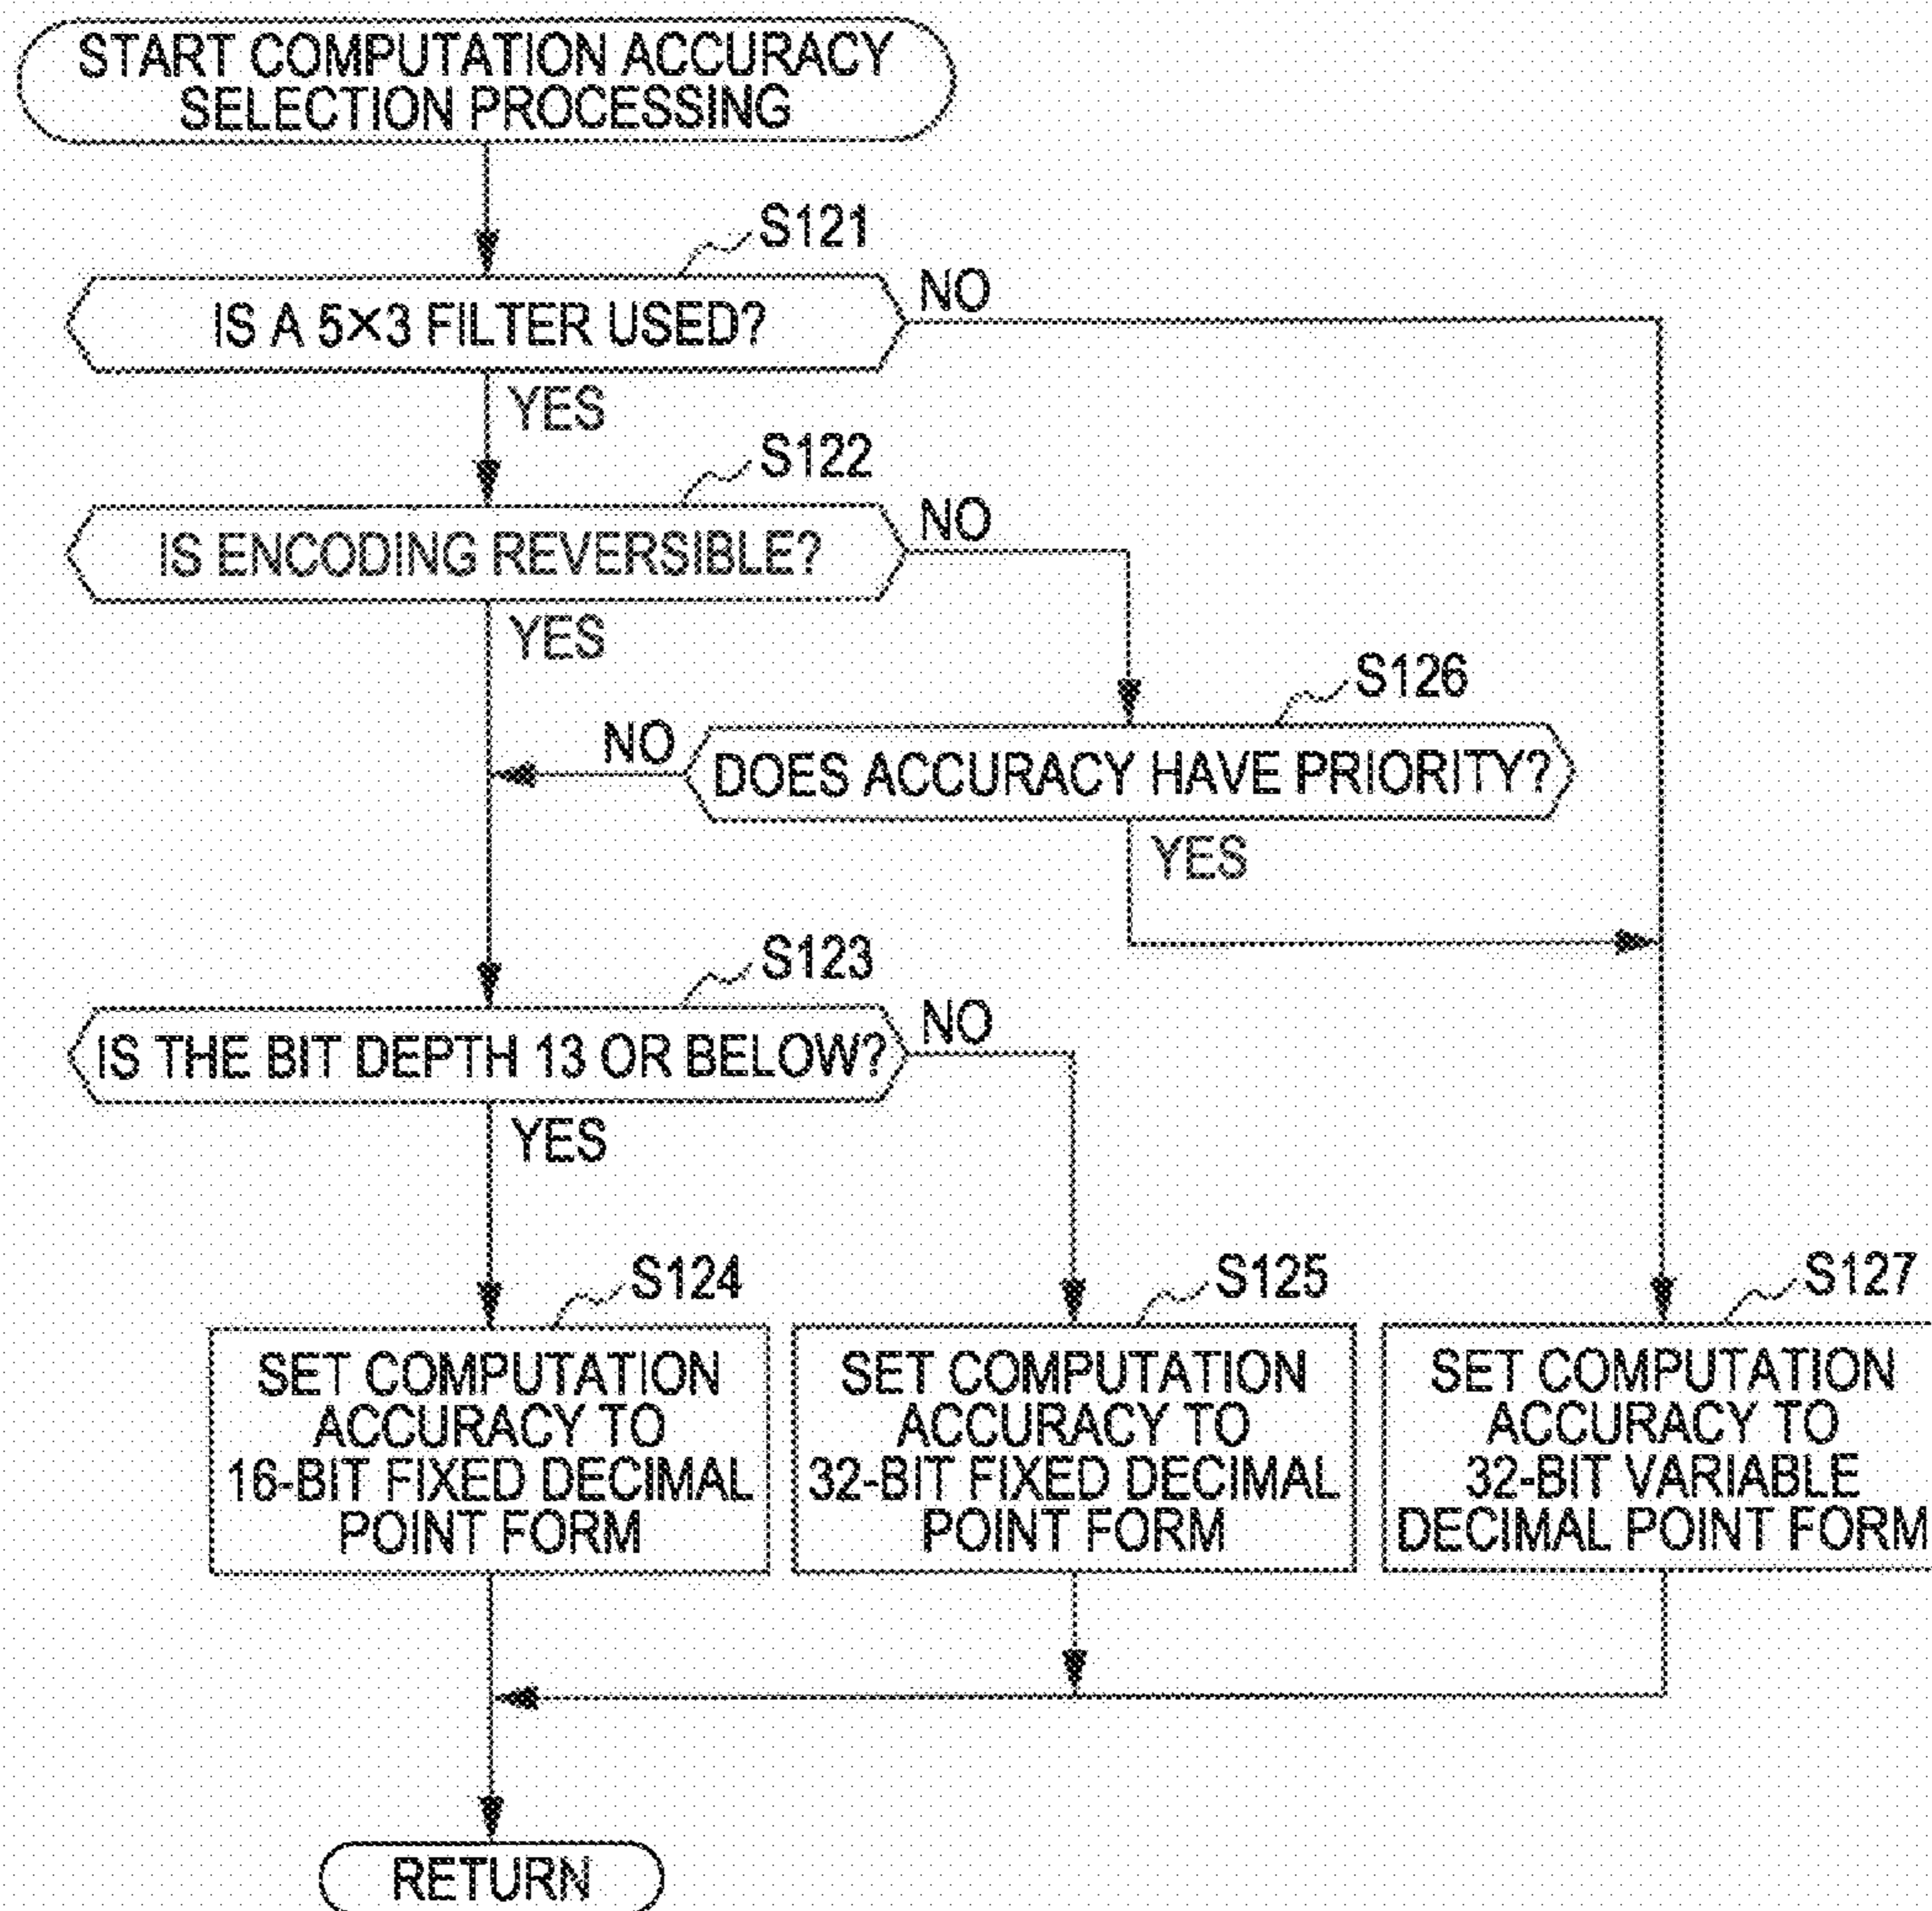 START COMPUTATION ACCURACY
SELECTION PROCESSING
S121
IS A 5×3 FILTER USED?
NO
YES
S122
IS ENCODING REVERSIBLE?
NO
YES
S126
DOES ACCURACY HAVE PRIORITY?
NO
YES
S123
IS THE BIT DEPTH 13 OR BELOW?
NO
YES
S124
SET COMPUTATION
ACCURACY TO
16-BIT FIXED DECIMAL
POINT FORM
S125
SET COMPUTATION
ACCURACY TO
32-BIT FIXED DECIMAL
POINT FORM
S127
SET COMPUTATION
ACCURACY TO
32-BIT VARIABLE
DECIMAL POINT FORM
RETURN